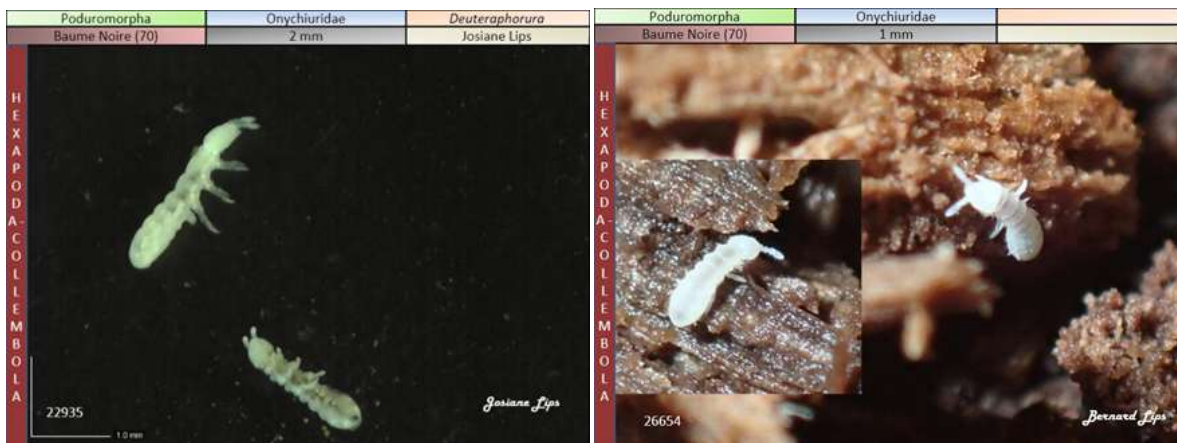 Poduromorpha Onychiuridae Deuteraphorura
Baume Noire (70) 2 mm Josiane Lips
HEXAPODA-COLLEMBOLA
22935
1.0 mm
Josiane Lips
Poduromorpha Onychiuridae
Baume Noire (70) 1 mm
HEXAPODA-COLLEMBOLA
26654
Bernard Lips